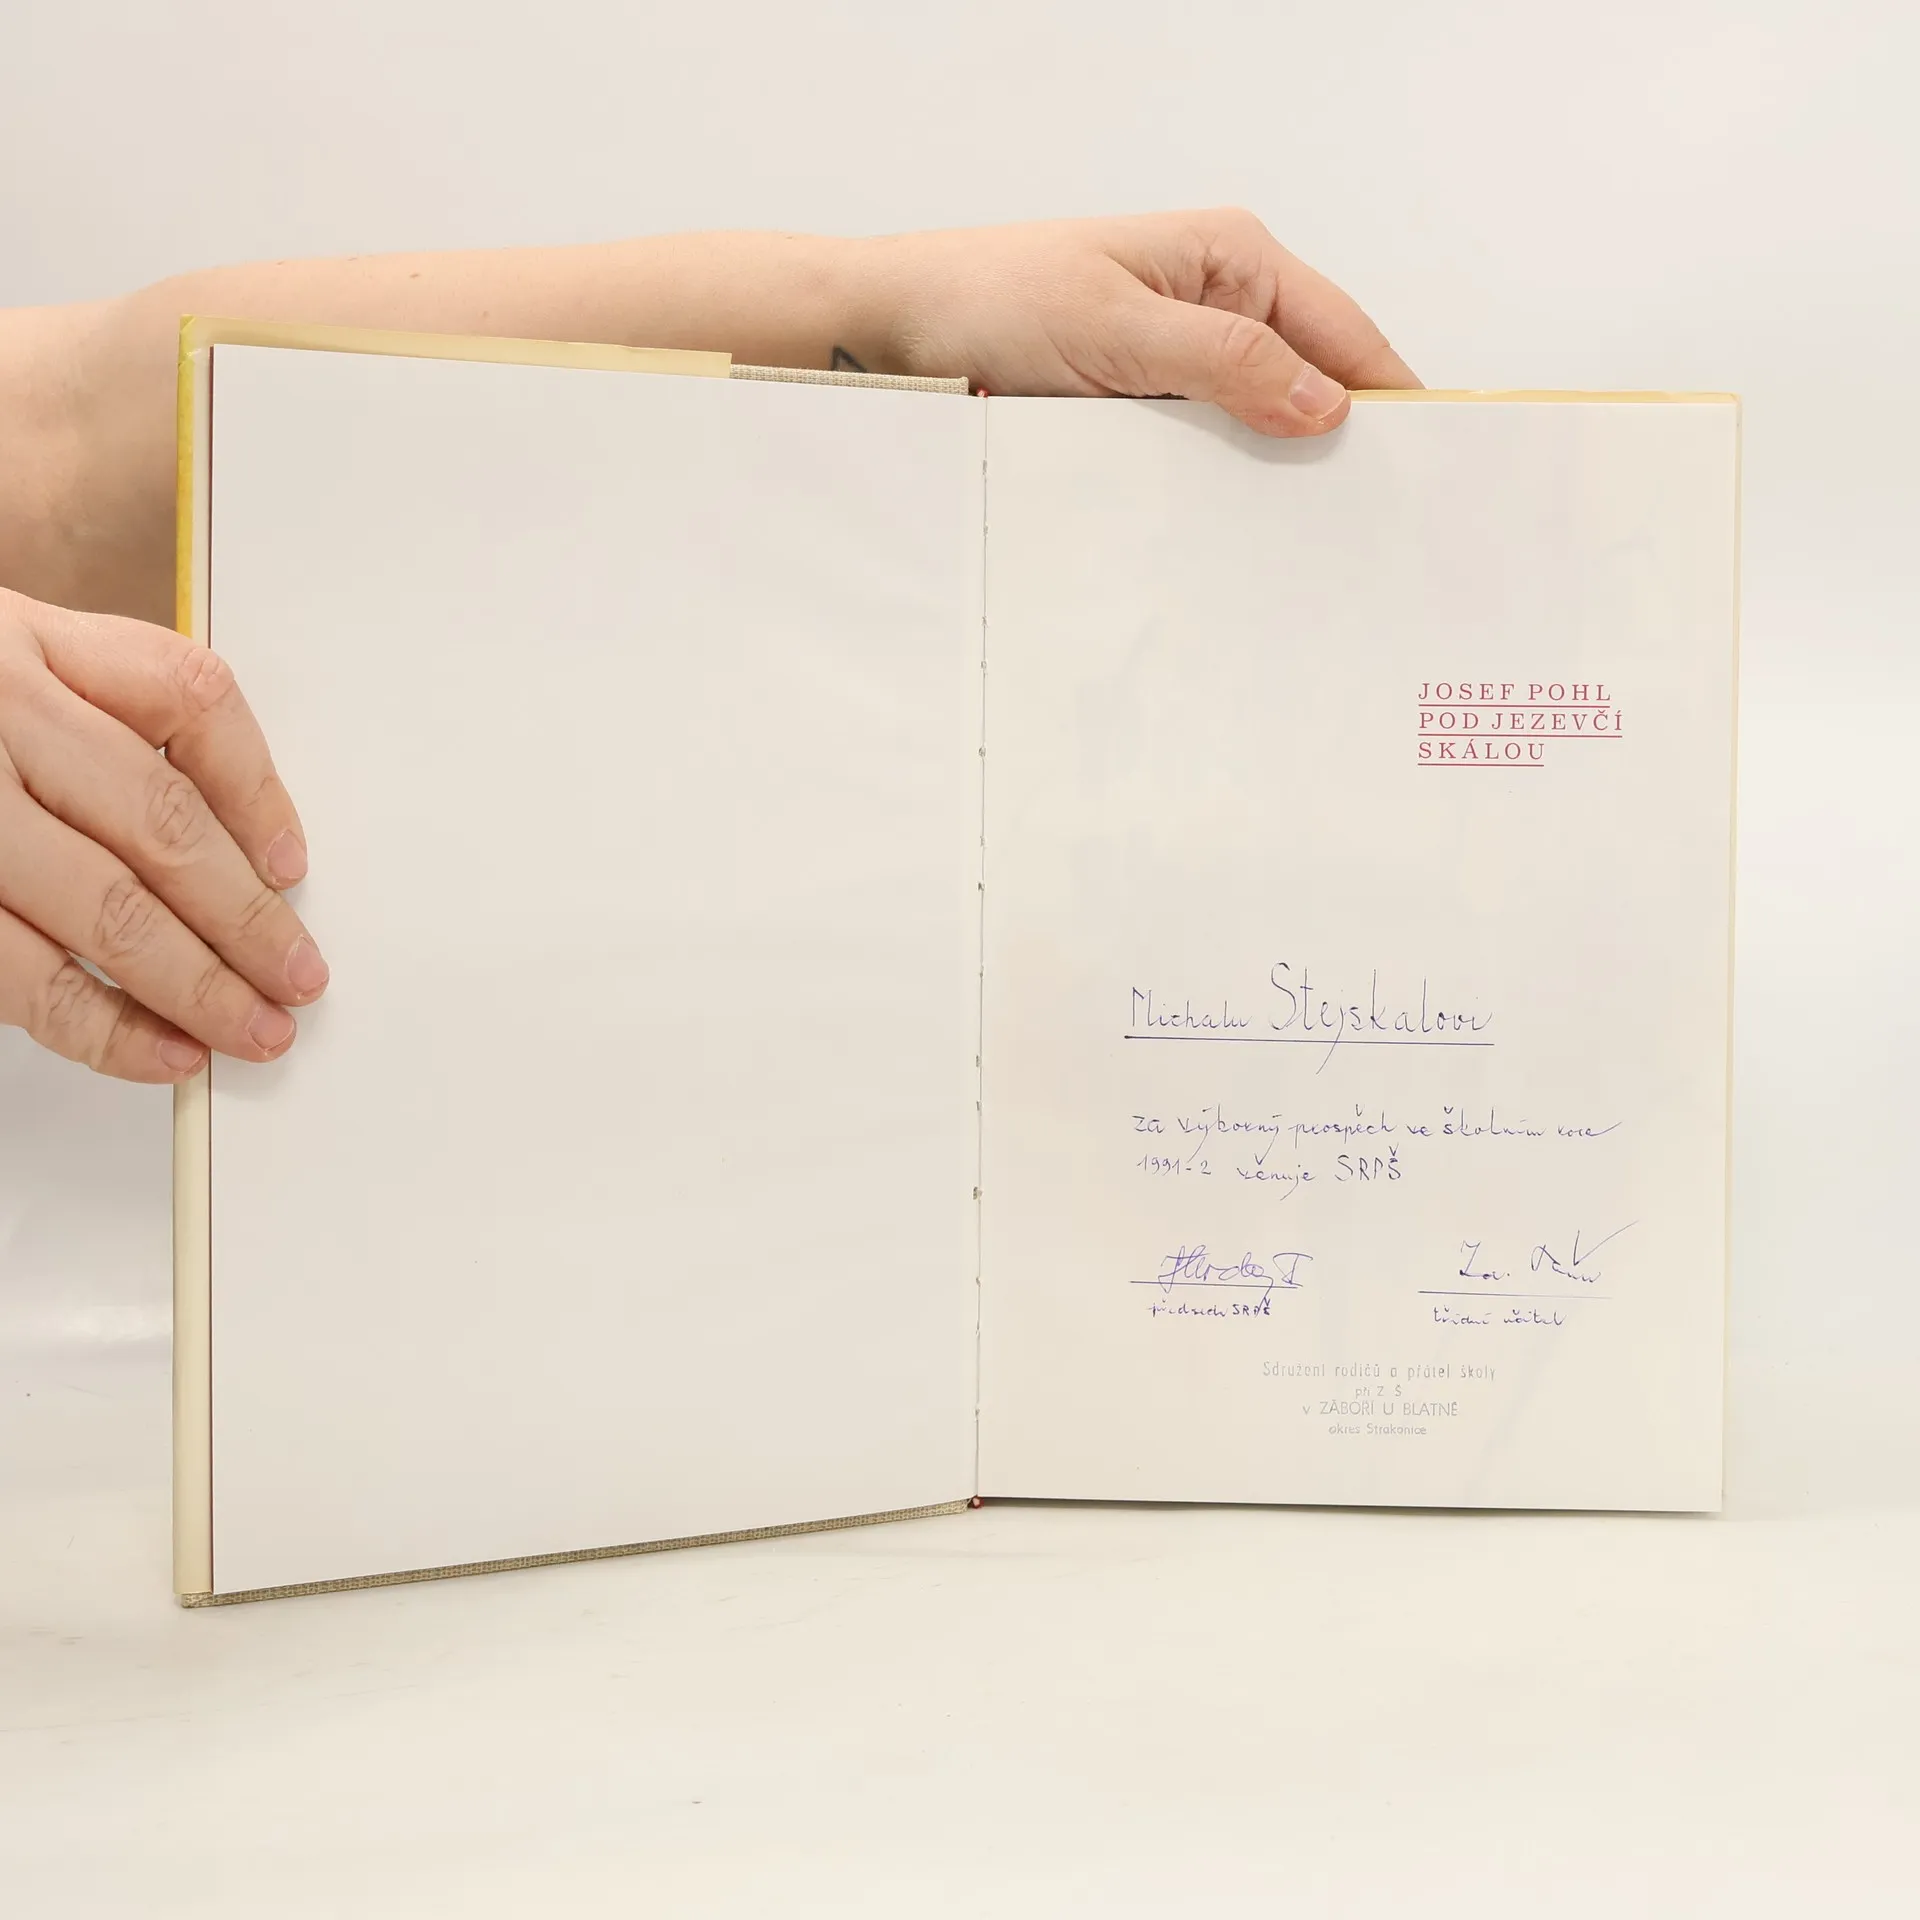 JOSEF POHL
POD JEZEVČÍ
SKÁLOU
Michalu Stejskalovi
za výborný prospěch ve školním roce
1991-2 věnuje SRPŠ
předseda SRPŠ
třídní učitel
Sdružení rodičů a přátel školy
při Z Š
v ZÁBOŘÍ U BLATNÉ
okres Strakonice